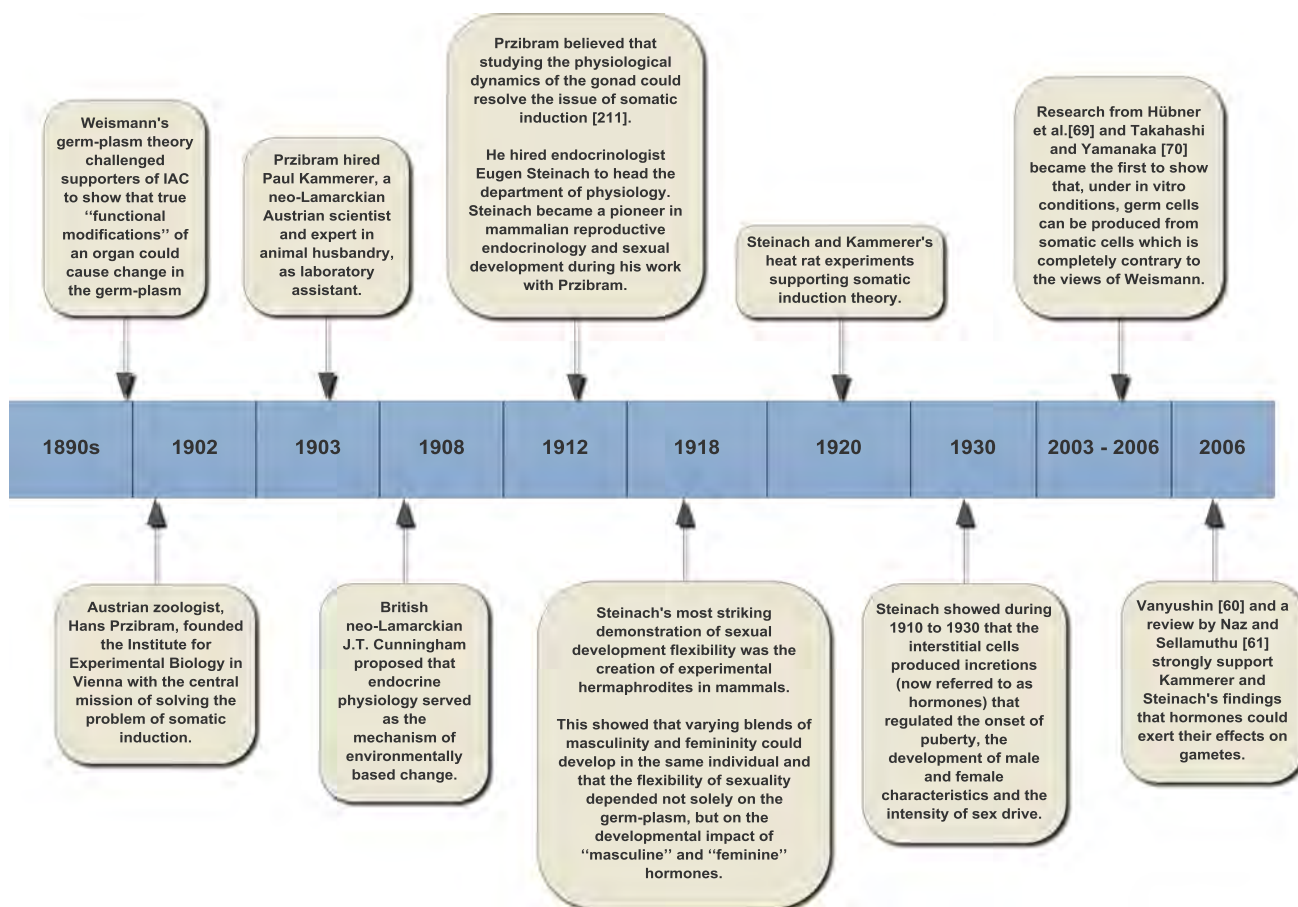 Weismann's
germ-plasm theory
challenged
supporters of IAC
to show that true
‘‘functional
modifications’’ of
an organ could
cause change in
the germ-plasm
Przibram hired
Paul Kammerer, a
neo-Lamarckian
Austrian scientist
and expert in
animal husbandry,
as laboratory
assistant.
Przibram believed that
studying the physiological
dynamics of the gonad could
resolve the issue of somatic
induction [211].
He hired endocrinologist
Eugen Steinach to head the
department of physiology.
Steinach became a pioneer in
mammalian reproductive
endocrinology and sexual
development during his work
with Przibram.
Steinach and Kammerer's
heat rat experiments
supporting somatic
induction theory.
Research from Hübner
et al.[69] and Takahashi
and Yamanaka [70]
became the first to show
that, under in vitro
conditions, germ cells
can be produced from
somatic cells which is
completely contrary to
the views of Weismann.
1890s 1902 1903 1908 1912 1918 1920 1930 2003 - 2006 2006
Austrian zoologist,
Hans Przibram, founded
the Institute for
Experimental Biology in
Vienna with the central
mission of solving the
problem of somatic
induction.
British
neo-Lamarckian
J.T. Cunningham
proposed that
endocrine
physiology served
as the
mechanism of
environmentally
based change.
Steinach's most striking
demonstration of sexual
development flexibility was the
creation of experimental
hermaphrodites in mammals.
This showed that varying blends of
masculinity and femininity could
develop in the same individual and
that the flexibility of sexuality
depended not solely on the
germ-plasm, but on the
developmental impact of
‘‘masculine’’ and ‘‘feminine’’
hormones.
Steinach showed during
1910 to 1930 that the
interstitial cells
produced incretions
(now referred to as
hormones) that
regulated the onset of
puberty, the
development of male
and female
characteristics and the
intensity of sex drive.
Vanyushin [60] and a
review by Naz and
Sellamuthu [61]
strongly support
Kammerer and
Steinach's findings
that hormones could
exert their effects on
gametes.